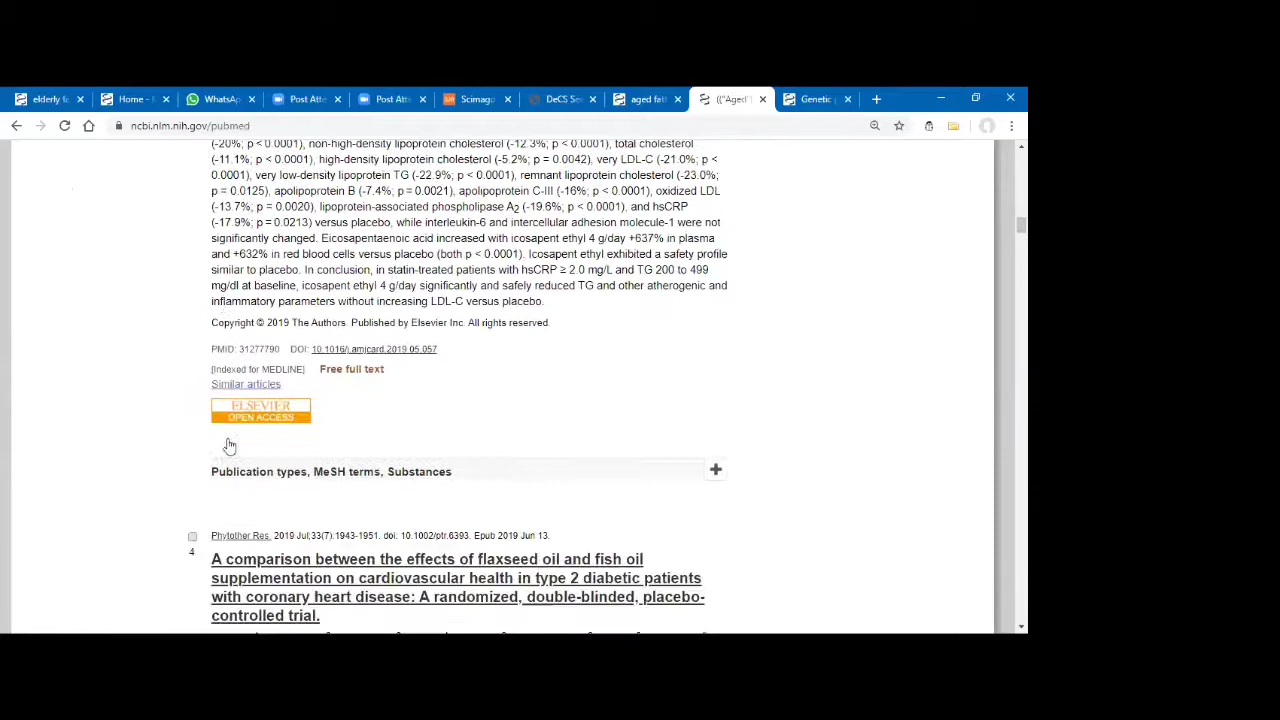 elderly fa
Home -
WhatsAp
Post Atte
Post Atte
Scimago
DeCS Se
aged fatt
(("Aged"[
Genetic
ncbi.nlm.nih.gov/pubmed
(-20%; p < 0.0001), non-high-density lipoprotein cholesterol (-12.3%; p < 0.0001), total cholesterol
(-11.1%; p < 0.0001), high-density lipoprotein cholesterol (-5.2%; p = 0.0042), very LDL-C (-21.0%; p <
0.0001), very low-density lipoprotein TG (-22.9%; p < 0.0001), remnant lipoprotein cholesterol (-23.0%;
p = 0.0125), apolipoprotein B (-7.4%; p = 0.0021), apolipoprotein C-III (-16%; p < 0.0001), oxidized LDL
(-13.7%; p = 0.0020), lipoprotein-associated phospholipase A2 (-19.6%; p < 0.0001), and hsCRP
(-17.9%; p = 0.0213) versus placebo, while interleukin-6 and intercellular adhesion molecule-1 were not
significantly changed. Eicosapentaenoic acid increased with icosapent ethyl 4 g/day +637% in plasma
and +632% in red blood cells versus placebo (both p < 0.0001). Icosapent ethyl exhibited a safety profile
similar to placebo. In conclusion, in statin-treated patients with hsCRP ≥ 2.0 mg/L and TG 200 to 499
mg/dl at baseline, icosapent ethyl 4 g/day significantly and safely reduced TG and other atherogenic and
inflammatory parameters without increasing LDL-C versus placebo.
Copyright © 2019 The Authors. Published by Elsevier Inc. All rights reserved.
PMID: 31277790 DOI: 10.1016/j.amjcard.2019.05.057
[Indexed for MEDLINE] Free full text
Similar articles
ELSEVIER
OPEN ACCESS
Publication types, MeSH terms, Substances
Phytother Res. 2019 Jul;33(7):1943-1951. doi: 10.1002/ptr.6393. Epub 2019 Jun 13.
4
A comparison between the effects of flaxseed oil and fish oil
supplementation on cardiovascular health in type 2 diabetic patients
with coronary heart disease: A randomized, double-blinded, placebo-
controlled trial.